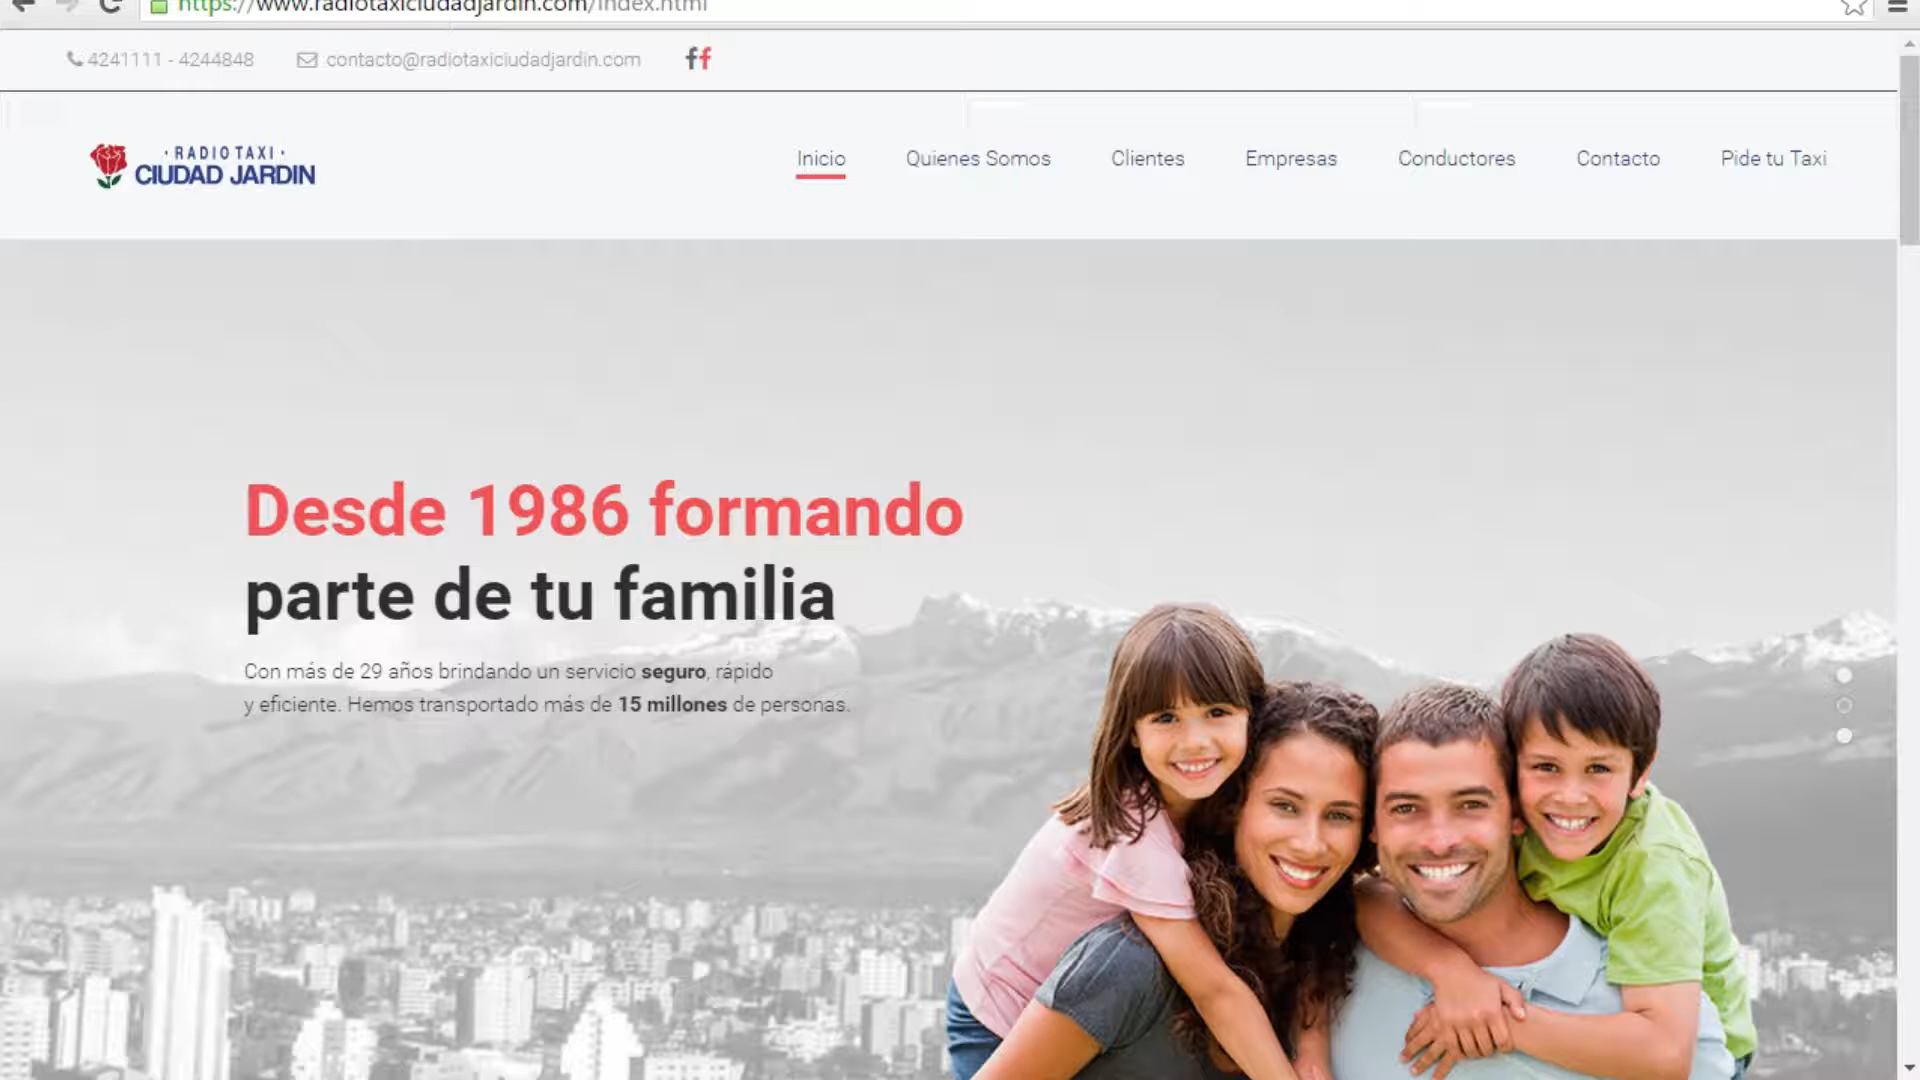 https://www.radiotaxiciudadjardin.com/index.html
4241111 - 4244848 contacto@radiotaxiciudadjardin.com
· RADIO TAXI ·
CIUDAD JARDIN
Inicio Quienes Somos Clientes Empresas Conductores Contacto Pide tu Taxi
Desde 1986 formando
parte de tu familia
Con más de 29 años brindando un servicio seguro, rápido
y eficiente. Hemos transportado más de 15 millones de personas.